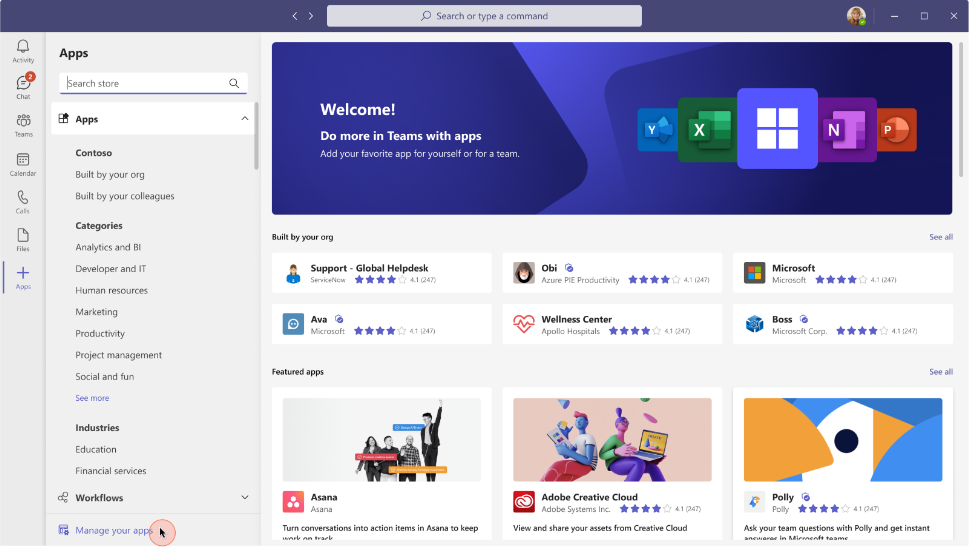 Search or type a command
Activity
2
Chat
Teams
Calendar
Calls
Files
Apps
Apps
Search store
Apps
Contoso
Built by your org
Built by your colleagues
Categories
Analytics and BI
Developer and IT
Human resources
Marketing
Productivity
Project management
Social and fun
See more
Industries
Education
Financial services
Workflows
Manage your apps
Welcome!
Do more in Teams with apps
Add your favorite app for yourself or for a team.
Y
X
N
P
Built by your org
See all
Support - Global Helpdesk
ServiceNow 4.1 (247)
Obi
Azure PIE Productivity 4.1 (247)
Microsoft
Microsoft 4.1 (247)
Ava
Microsoft 4.1 (247)
Wellness Center
Apollo Hospitals 4.1 (247)
Boss
Microsoft Corp. 4.1 (247)
Featured apps
See all
Asana
Asana
Turn conversations into action items in Asana to keep
work on track.
Adobe Creative Cloud
Adobe Systems Inc. 4.1 (247)
View and share your assets from Creative Cloud
Polly
Polly 4.1 (247)
Ask your team questions with Polly and get instant
answers in Microsoft teams.